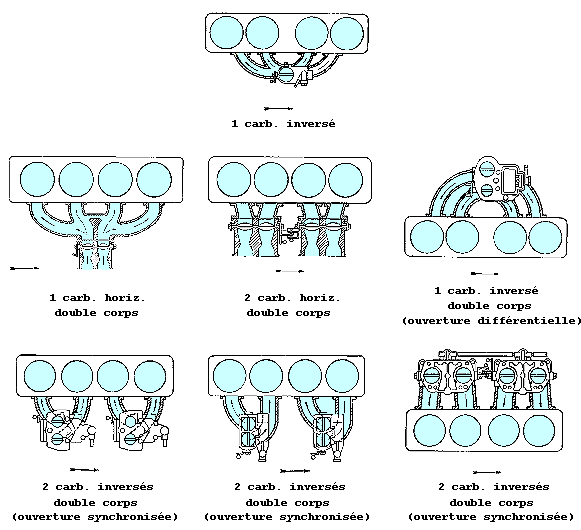 1 carb. inversé
1 carb. horiz.
double corps
2 carb. horiz.
double corps
1 carb. inversé
double corps
(ouverture différentielle)
2 carb. inversés
double corps
(ouverture synchronisée)
2 carb. inversés
double corps
(ouverture synchronisée)
2 carb. inversés
double corps
(ouverture synchronisée)